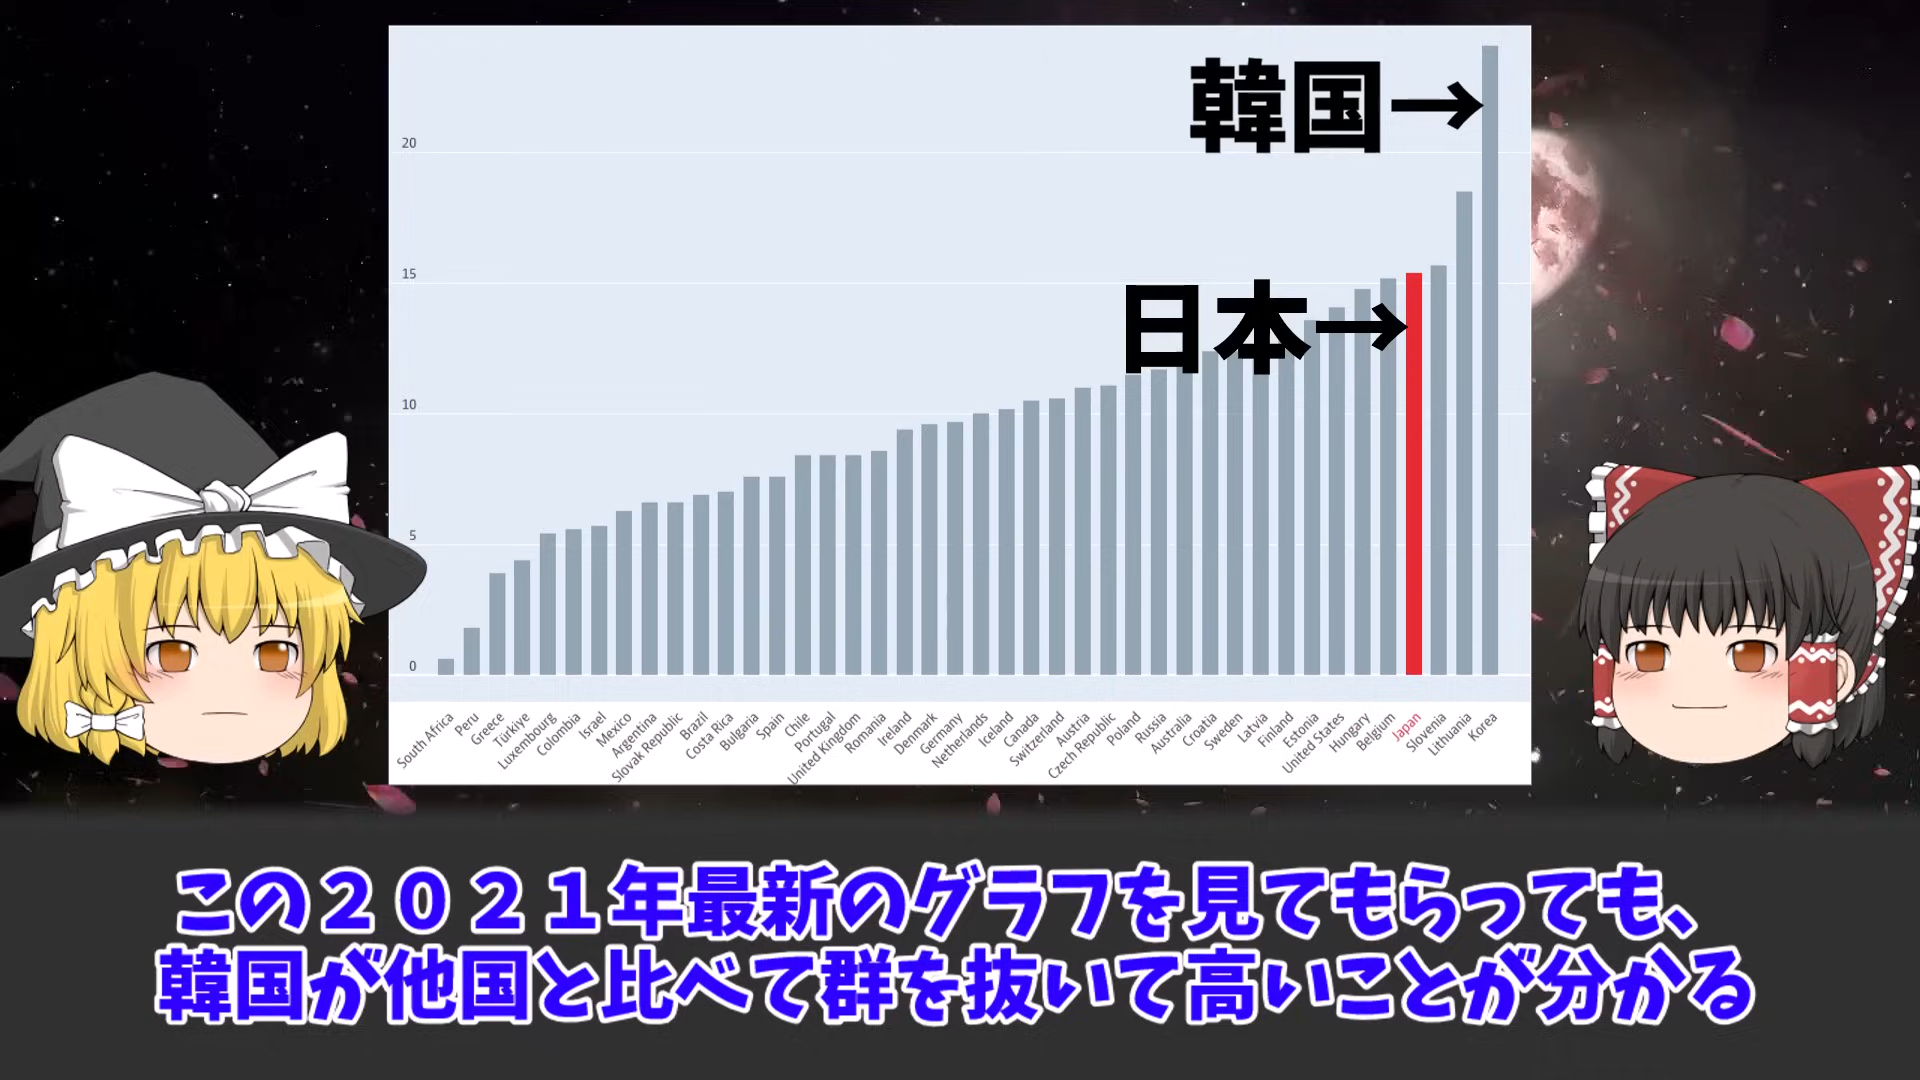 韓国→
20
15
日本→
10
5
0
South Africa
Peru
Greece
Türkiye
Luxembourg
Colombia
Israel
Mexico
Argentina
Slovak Republic
Brazil
Costa Rica
Bulgaria
Spain
Chile
Portugal
United Kingdom
Romania
Ireland
Denmark
Germany
Netherlands
Iceland
Canada
Switzerland
Austria
Czech Republic
Poland
Russia
Australia
Croatia
Sweden
Latvia
Finland
Estonia
United States
Hungary
Belgium
Japan
Slovenia
Lithuania
Korea
この２０２１年最新のグラフを見てもらっても、
韓国が他国と比べて群を抜いて高いことが分かる